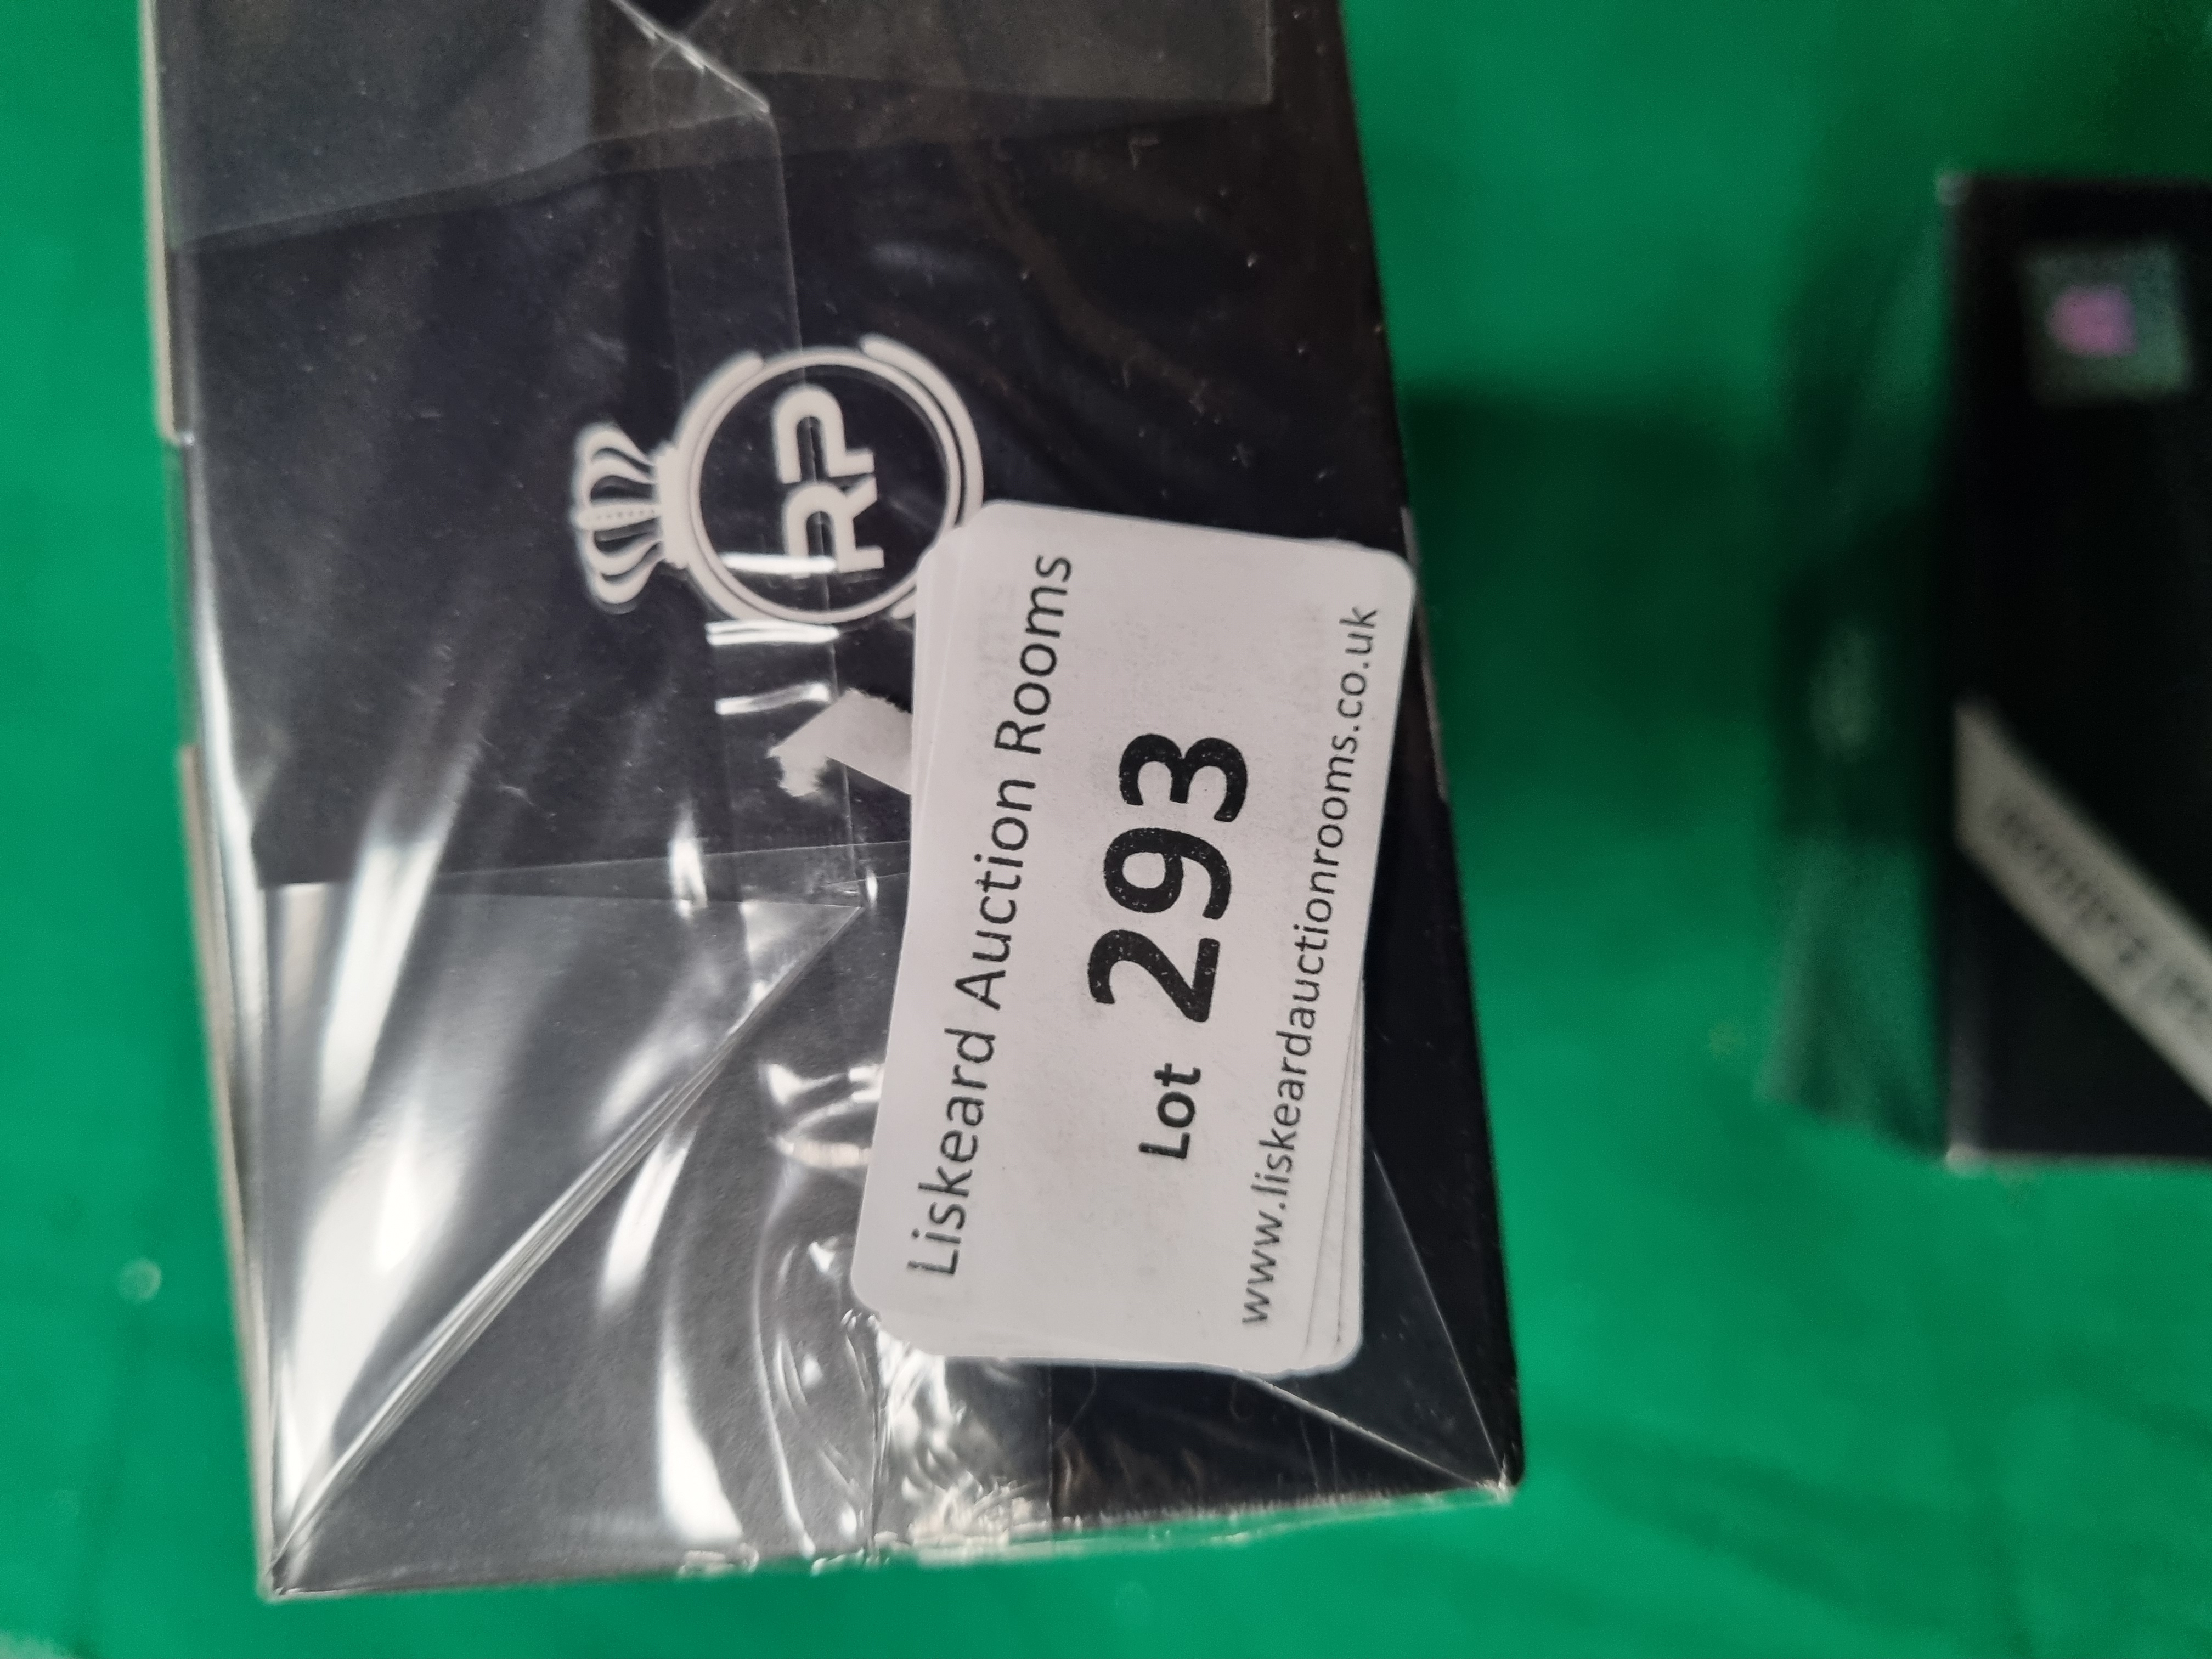 RP
Liskeard Auction Rooms
Lot 293
www.liskeardauctionrooms.co.uk